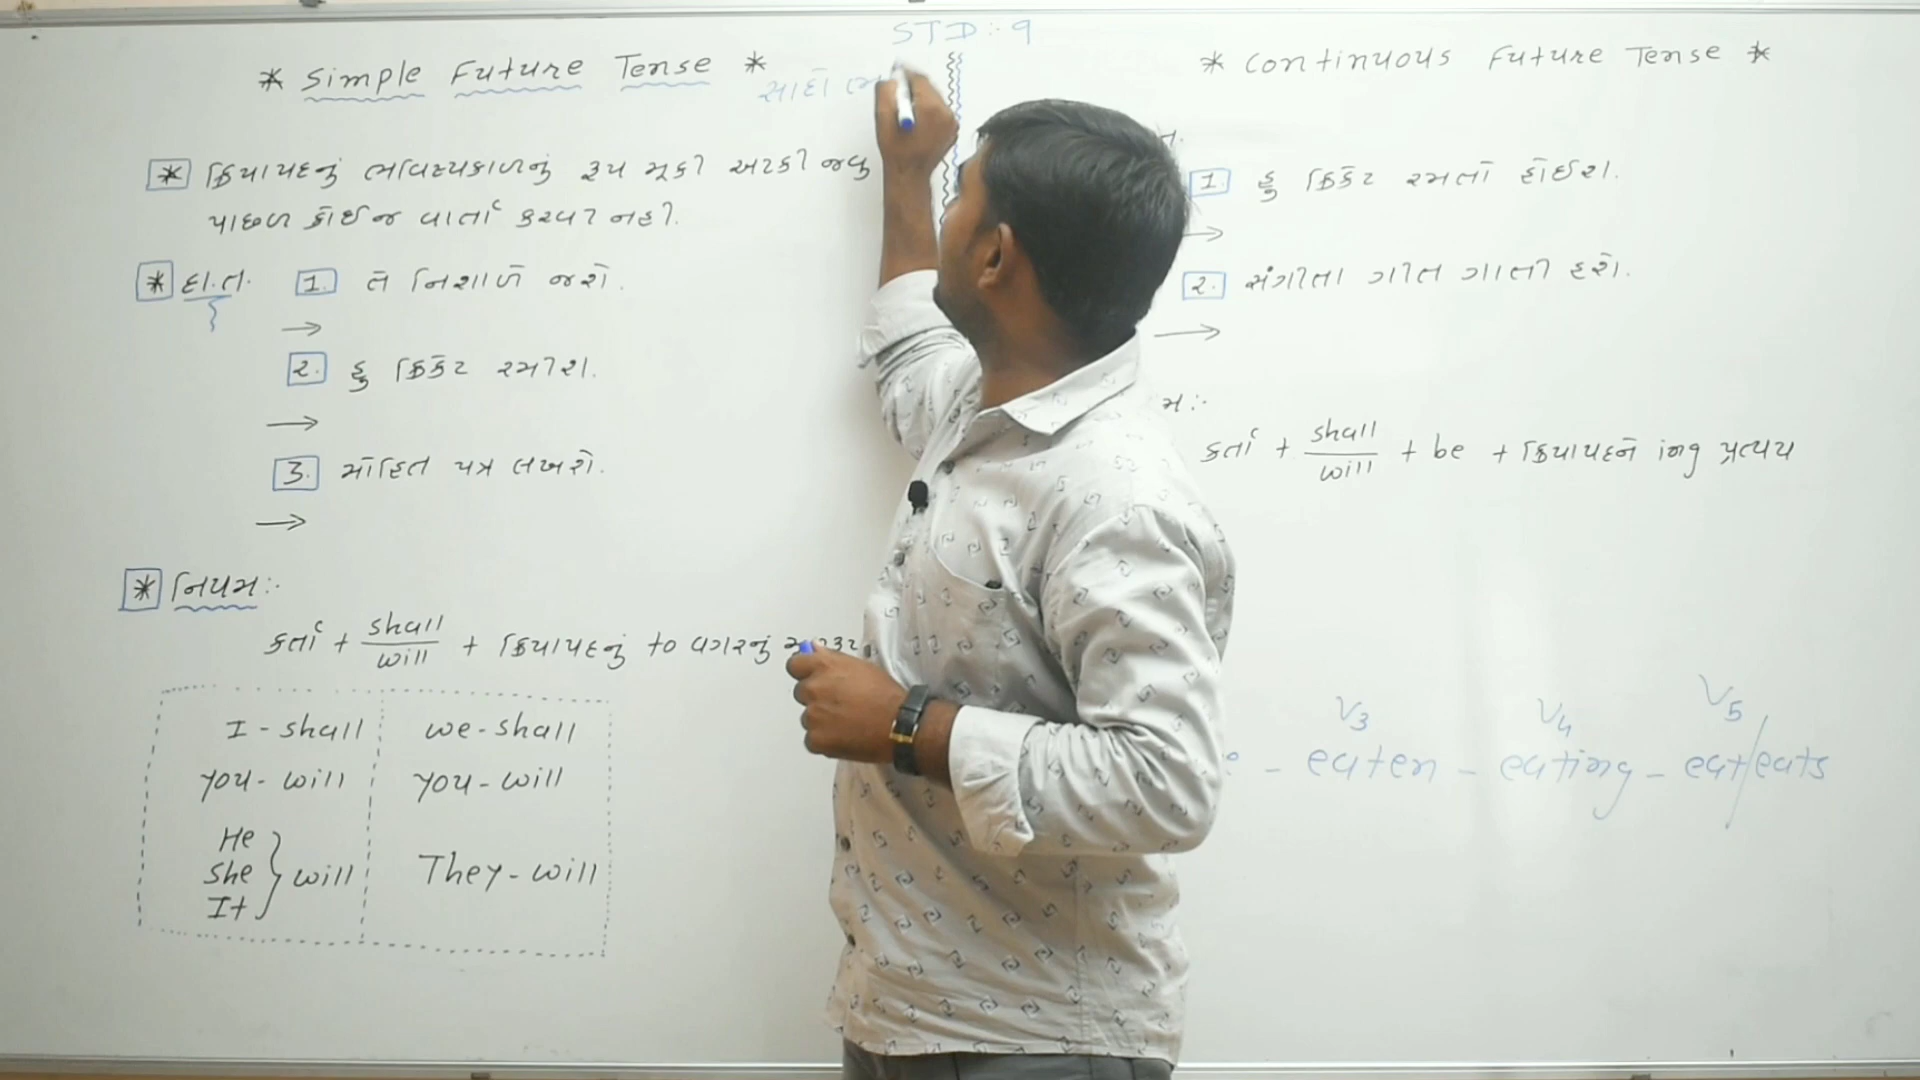 STD:- 9
* Simple Future Tense *
સાદો
* ક્રિયાપદનું ભવિષ્યકાળનું રૂપ મૂકી અટકી જવુ
પાછળ કોઈ જ વાર્તા કરવી નહી.
* દા.ત. 1. તે નિશાળે જશે.
→
2. હુ ક્રિકેટ રમીશ.
→
3. મોહિત પત્ર લખશે.
→
* નિયમ:-
કર્તા + shall/will + ક્રિયાપદનું to વગરનું
I - shall we - shall
you - will you - will
He
She } will They - will
It
* Continuous Future Tense *
1. હુ ક્રિકેટ રમતો હોઈશ.
→
2. સંગીતા ગીત ગાતી હશે.
→
કર્તા + shall/will + be + ક્રિયાપદને ing પ્રત્યય
V3 V4 V5
- eaten - eating - eat/eats